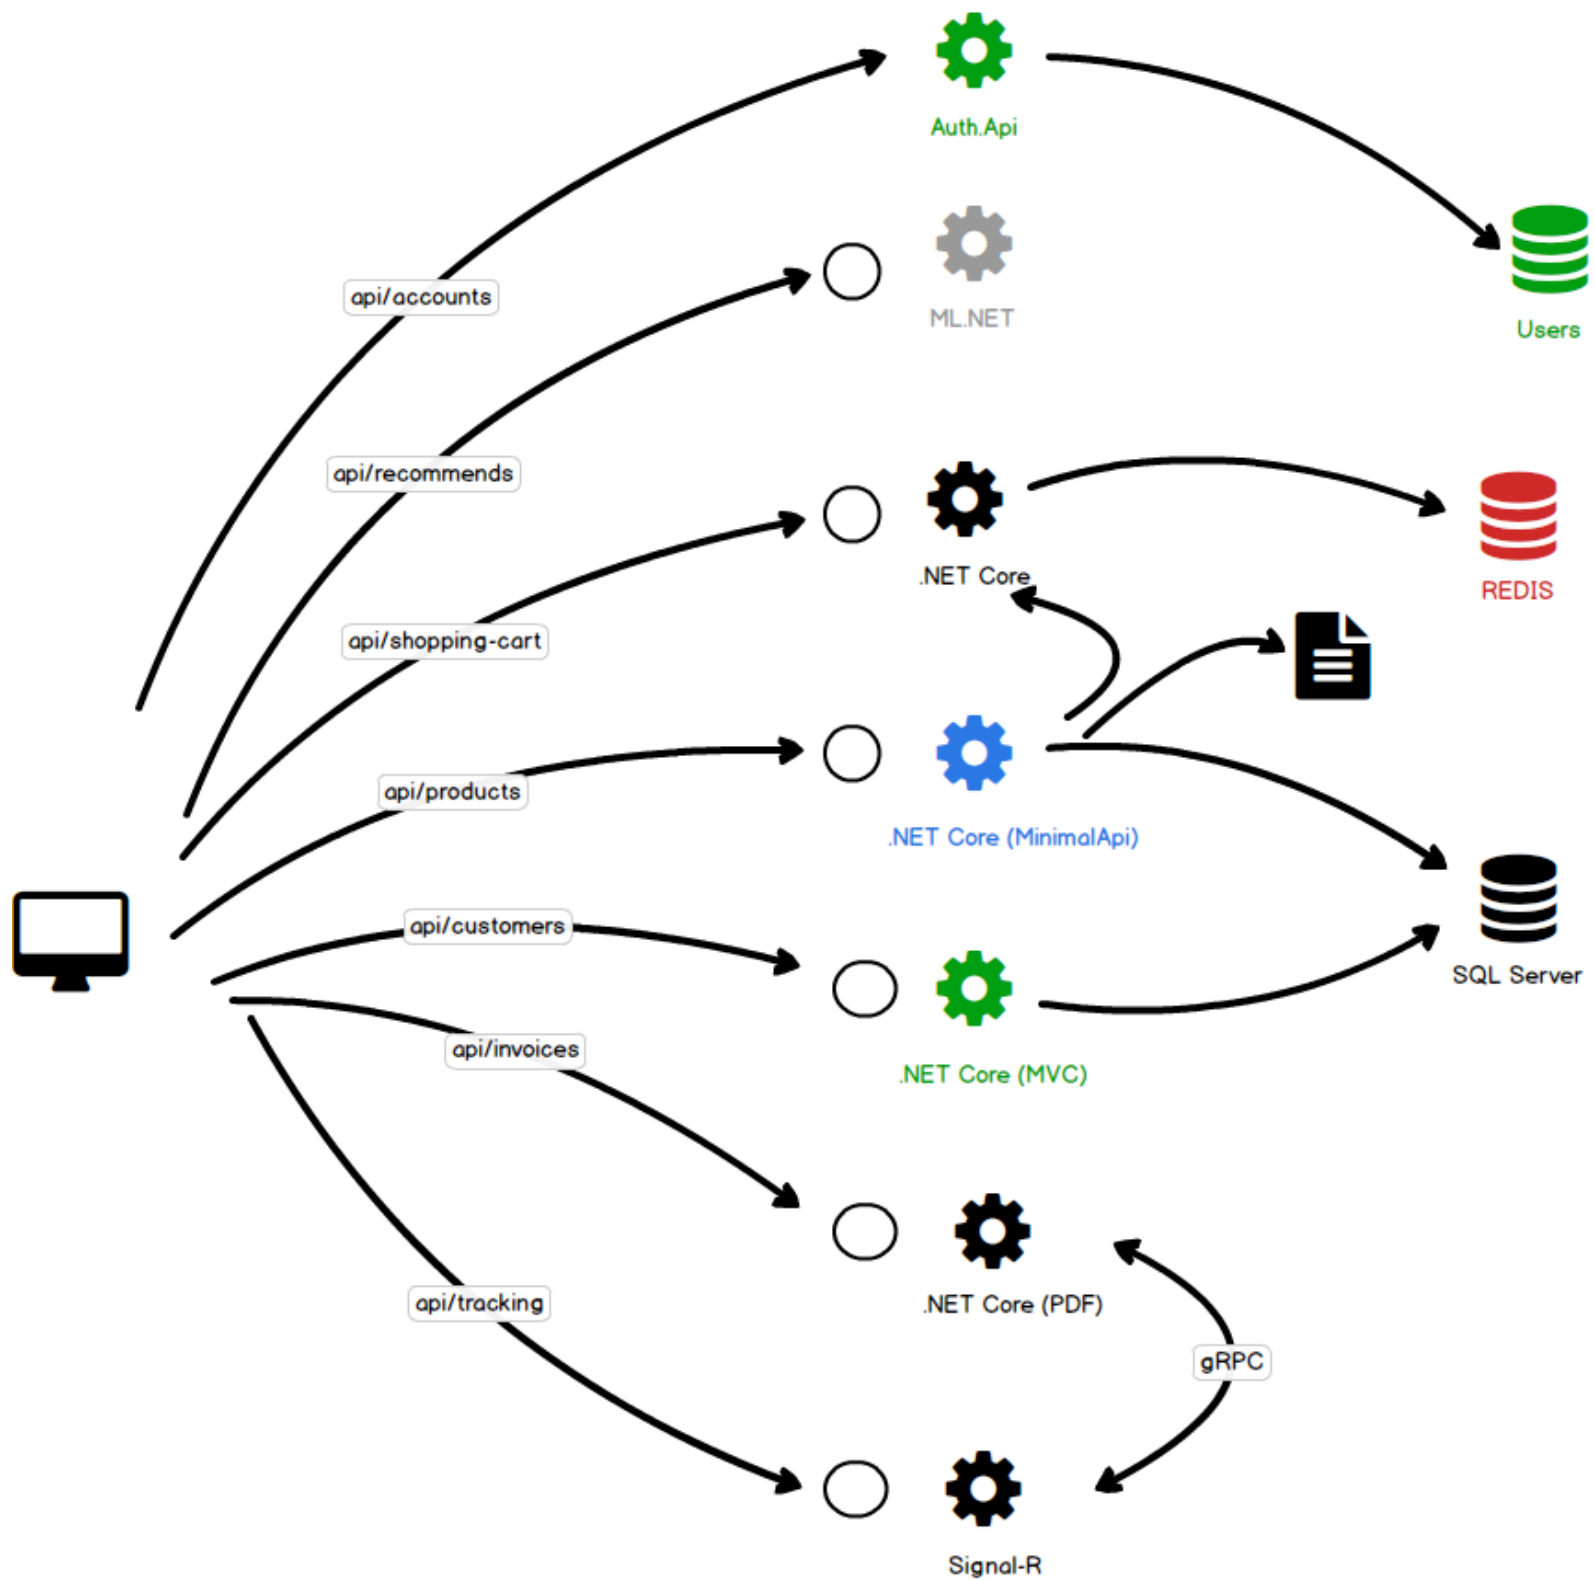 Auth.Api
api/accounts
ML.NET
Users
api/recommends
.NET Core
REDIS
api/shopping-cart
api/products
.NET Core (MinimalApi)
api/customers
SQL Server
api/invoices
.NET Core (MVC)
api/tracking
.NET Core (PDF)
gRPC
Signal-R